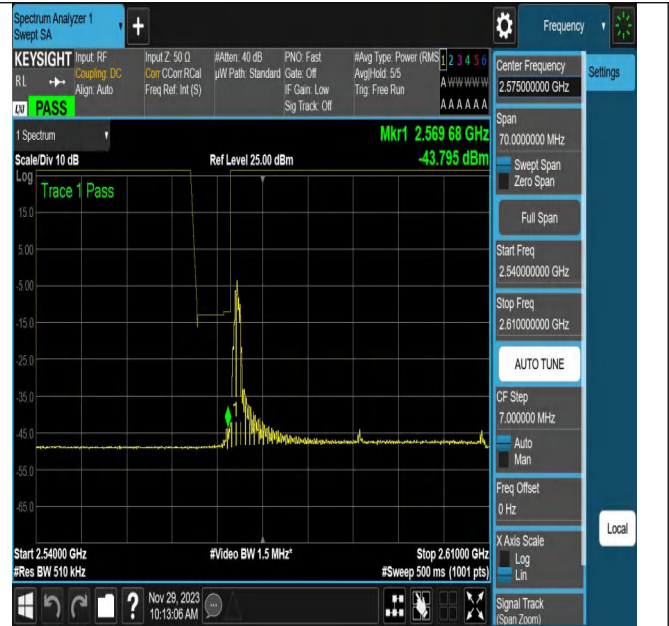 Spectrum Analyzer 1
Swept SA
+
Frequency
KEYSIGHT
RL
LXI PASS
Input: RF
Coupling: DC
Align: Auto
Input Z: 50 Ω
Corr CCorr RCal
Freq Ref: Int (S)
#Atten: 40 dB
µW Path: Standard
PNO: Fast
Gate: Off
IF Gain: Low
Sig Track: Off
#Avg Type: Power (RMS
Avg|Hold: 5/5
Trig: Free Run
1 2 3 4 5 6
A W W W W W
A A A A A A
1 Spectrum
Scale/Div 10 dB
Log
Ref Level 25.00 dBm
Mkr1 2.569 68 GHz
-43.795 dBm
Trace 1 Pass
15.0
5.00
-5.00
-15.0
-25.0
-35.0
-45.0
-55.0
-65.0
Start 2.54000 GHz
#Res BW 510 kHz
#Video BW 1.5 MHz*
Stop 2.61000 GHz
#Sweep 500 ms (1001 pts)
Nov 29, 2023
10:13:06 AM
Center Frequency
2.575000000 GHz
Settings
Span
70.0000000 MHz
Swept Span
Zero Span
Full Span
Start Freq
2.540000000 GHz
Stop Freq
2.610000000 GHz
AUTO TUNE
CF Step
7.000000 MHz
Auto
Man
Freq Offset
0 Hz
Local
X Axis Scale
Log
Lin
Signal Track
(Span Zoom)